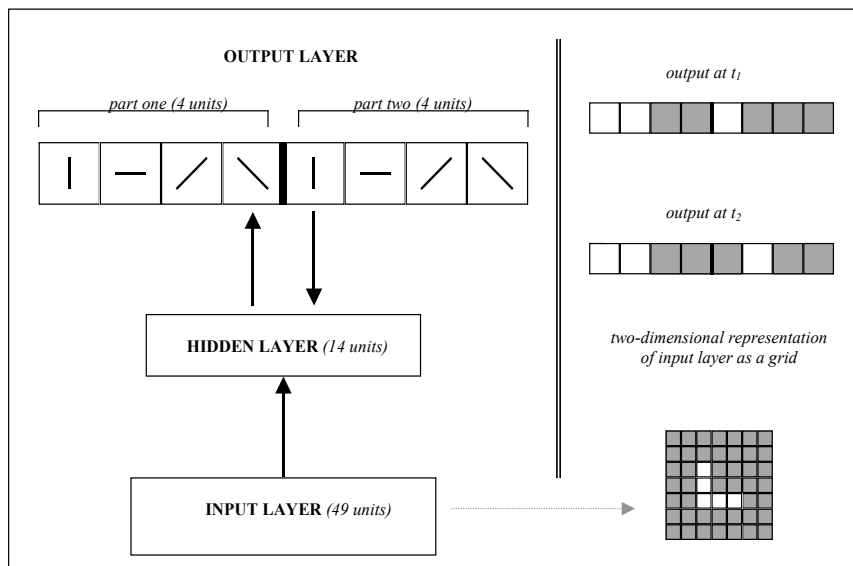 OUTPUT LAYER
part one (4 units)
part two (4 units)
HIDDEN LAYER (14 units)
INPUT LAYER (49 units)
output at t1
output at t2
two-dimensional representation
of input layer as a grid